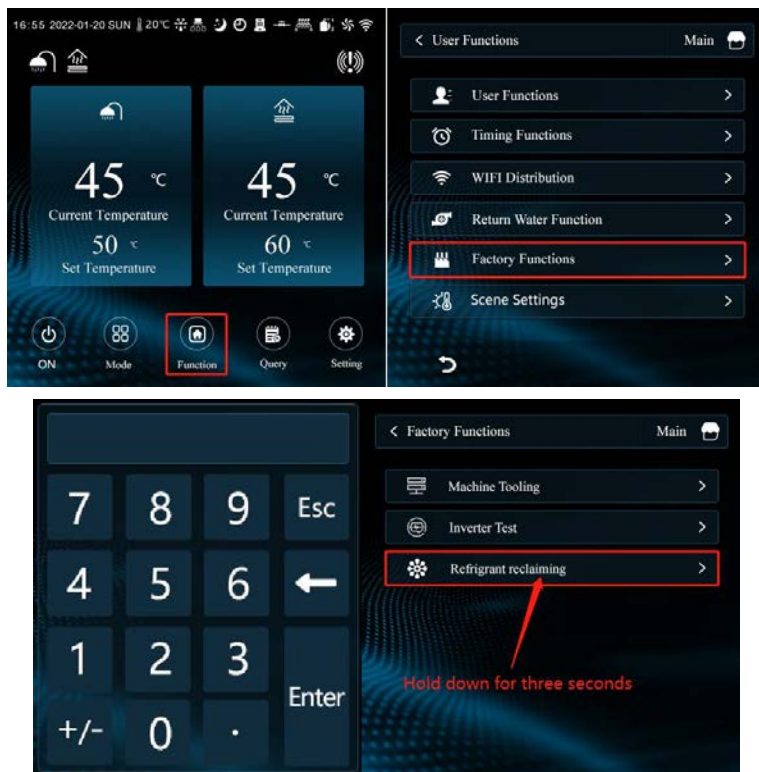 16:55 2022-01-20 SUN 20℃
45 ℃ 45 ℃
Current Temperature Current Temperature
50 ℃ 60 ℃
Set Temperature Set Temperature
ON Mode Function Query Setting
< User Functions Main
User Functions >
Timing Functions >
WIFI Distribution >
Return Water Function >
Factory Functions >
Scene Settings >
7 8 9 Esc
4 5 6 ←
1 2 3
Enter
+/- 0 .
< Factory Functions Main
Machine Tooling >
Inverter Test >
Refrigrant reclaiming >
Hold down for three seconds